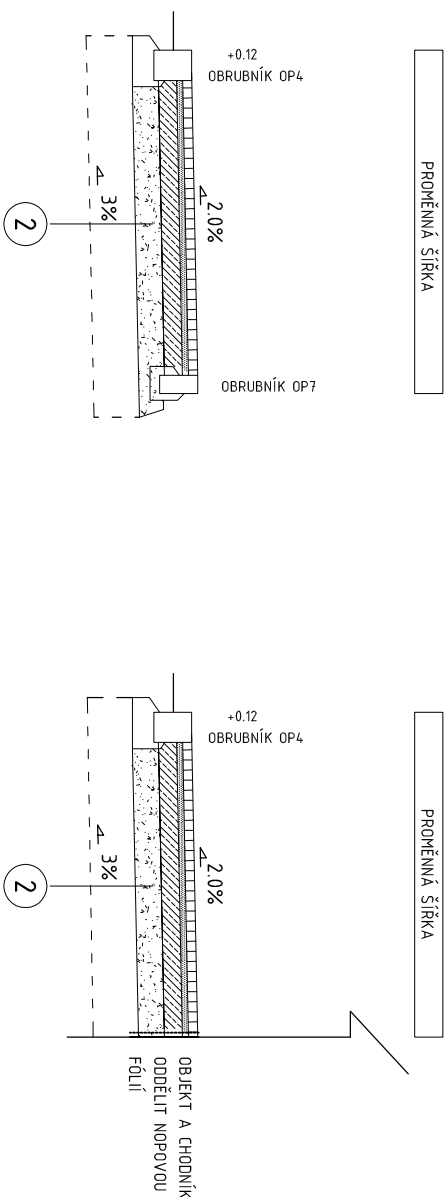 PROMĚNNÁ ŠÍŘKA
+0.12
OBRUBNÍK OP4
2.0%
3%
2
OBRUBNÍK OP7
PROMĚNNÁ ŠÍŘKA
+0.12
OBRUBNÍK OP4
2.0%
3%
2
OBJEKT A CHODNÍK
ODDĚLIT NOPOVOU
FÓLIÍ